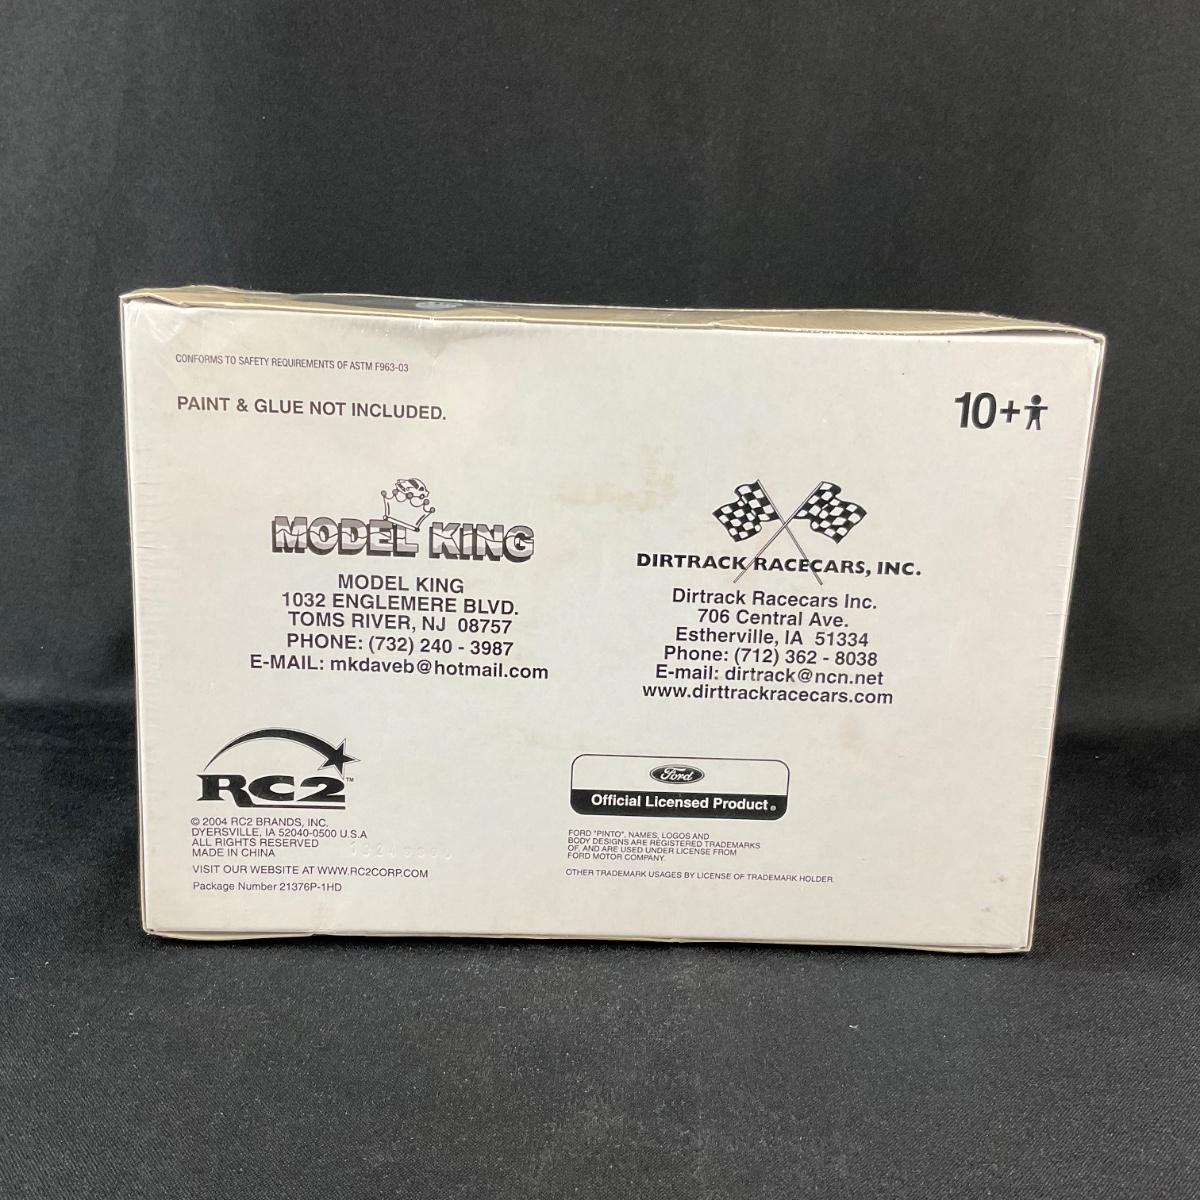 CONFORMS TO SAFETY REQUIREMENTS OF ASTM F963-03
PAINT & GLUE NOT INCLUDED.
10+
MODEL KING
MODEL KING
1032 ENGLEMERE BLVD.
TOMS RIVER, NJ 08757
PHONE: (732) 240 - 3987
E-MAIL: mkdaveb@hotmail.com
DIRTRACK RACECARS, INC.
Dirtrack Racecars Inc.
706 Central Ave.
Estherville, IA 51334
Phone: (712) 362 - 8038
E-mail: dirtrack@ncn.net
www.dirttrackracecars.com
RC2™
© 2004 RC2 BRANDS, INC.
DYERSVILLE, IA 52040-0500 U.S.A
ALL RIGHTS RESERVED
MADE IN CHINA
VISIT OUR WEBSITE AT WWW.RC2CORP.COM
Package Number 21376P-1HD
Ford
Official Licensed Product®
FORD "PINTO", NAMES, LOGOS AND
BODY DESIGNS ARE REGISTERED TRADEMARKS
OF, AND ARE USED UNDER LICENSE FROM
FORD MOTOR COMPANY.
OTHER TRADEMARK USAGES BY LICENSE OF TRADEMARK HOLDER.